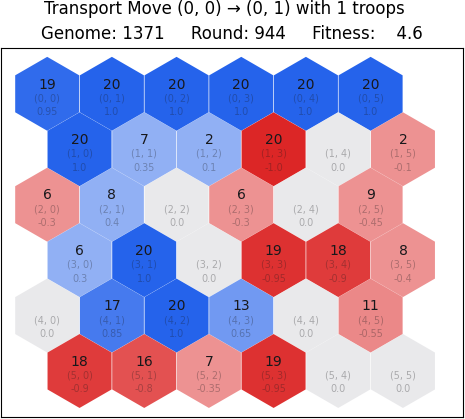 Transport Move (0, 0) → (0, 1) with 1 troops
Genome: 1371 Round: 944 Fitness: 4.6
19 20 20 20 20 20
(0, 0) (0, 1) (0, 2) (0, 3) (0, 4) (0, 5)
0.95 1.0 1.0 1.0 1.0 1.0
20 7 2 20 2
(1, 0) (1, 1) (1, 2) (1, 3) (1, 4) (1, 5)
1.0 0.35 0.1 -1.0 0.0 -0.1
6 8 6 9
(2, 0) (2, 1) (2, 2) (2, 3) (2, 4) (2, 5)
-0.3 0.4 0.0 -0.3 0.0 -0.45
6 20 19 18 8
(3, 0) (3, 1) (3, 2) (3, 3) (3, 4) (3, 5)
0.3 1.0 0.0 -0.95 -0.9 -0.4
17 20 13 11
(4, 0) (4, 1) (4, 2) (4, 3) (4, 4) (4, 5)
0.0 0.85 1.0 0.65 0.0 -0.55
18 16 7 19
(5, 0) (5, 1) (5, 2) (5, 3) (5, 4) (5, 5)
-0.9 -0.8 -0.35 -0.95 0.0 0.0